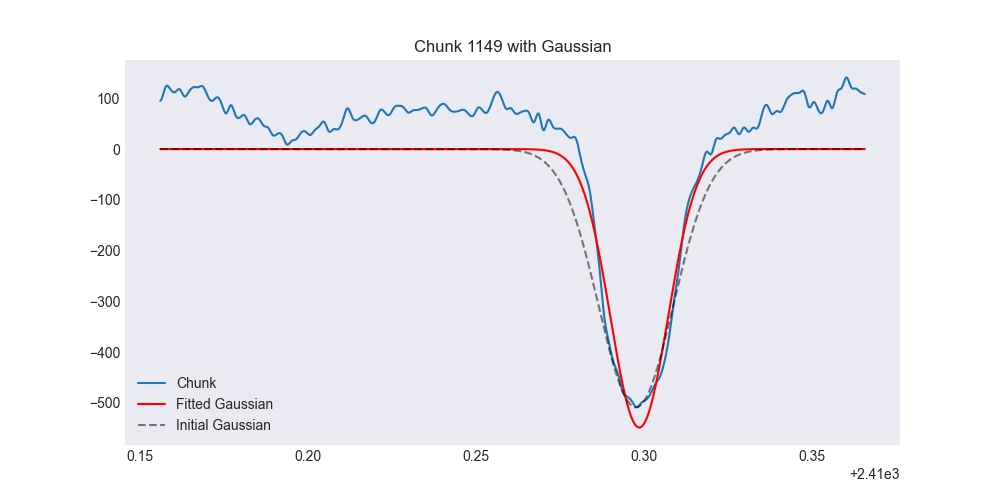 Chunk 1149 with Gaussian
100
0
−100
−200
−300
−400
−500
Chunk
Fitted Gaussian
Initial Gaussian
0.15 0.20 0.25 0.30 0.35
+2.41e3